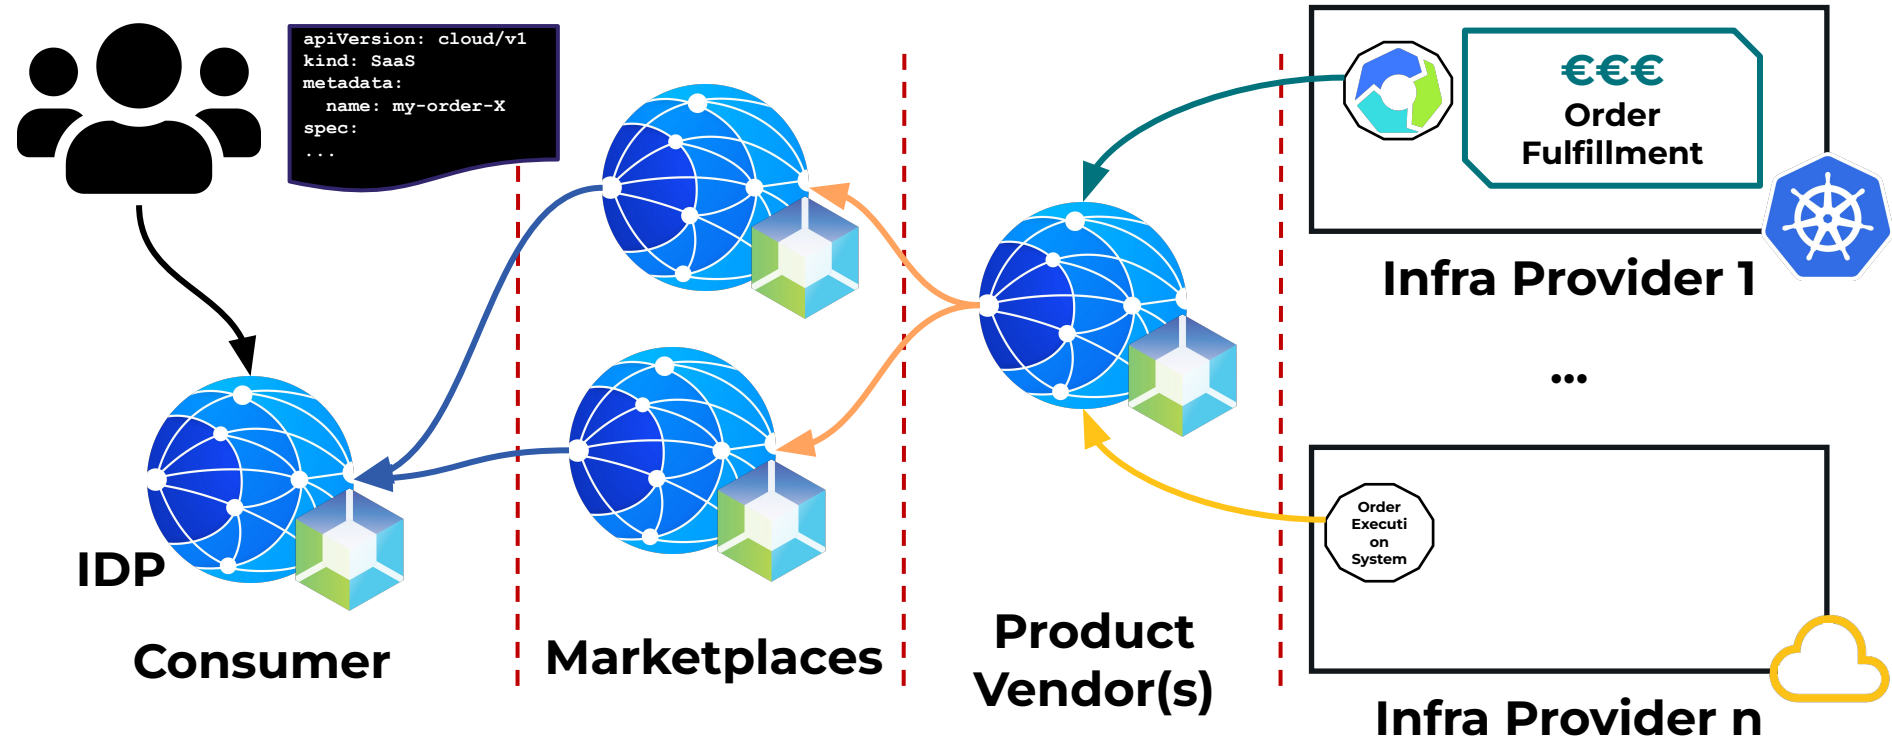 apiVersion: cloud/v1
kind: SaaS
metadata:
  name: my-order-X
spec:
...
€€€
Order
Fulfillment
Infra Provider 1
...
Order
Executi
on
System
IDP
Consumer
Marketplaces
Product
Vendor(s)
Infra Provider n